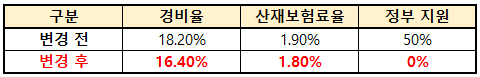 구분 경비율 산재보험료율 정부 지원
변경 전 18.20% 1.90% 50%
변경 후 16.40% 1.80% 0%